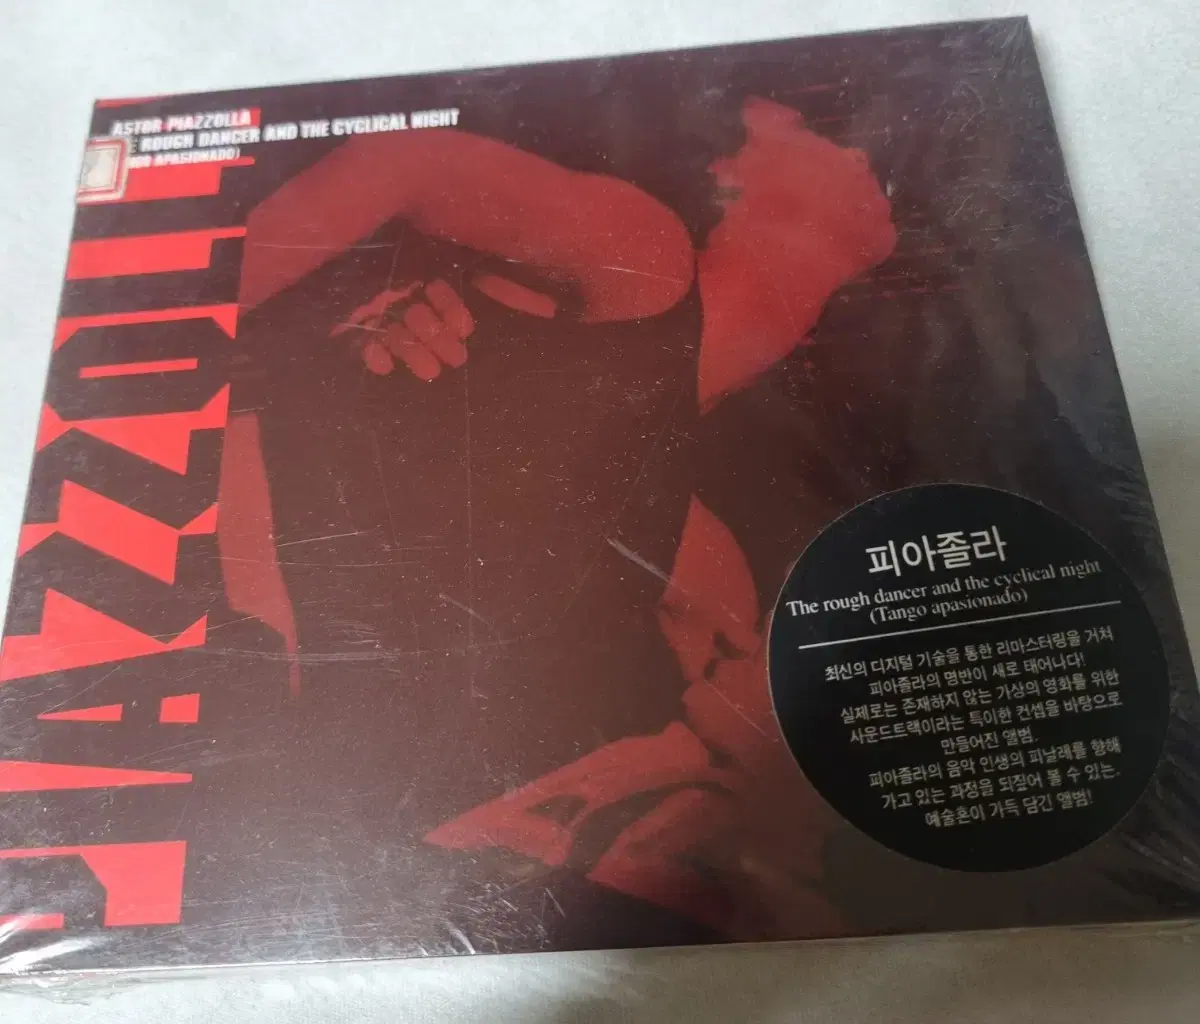 ASTOR PIAZZOLLA
ROUGH DANCER AND THE CYCLICAL NIGHT
APASIONADO)
PIAZZOLL
피아졸라
The rough dancer and the cyclical night
(Tango apasionado)
최신의 디지털 기술을 통한 리마스터링을 거쳐
피아졸라의 명반이 새로 태어나다!
실제로는 존재하지 않는 가상의 영화를 위한
사운드트랙이라는 특이한 컨셉을 바탕으로
만들어진 앨범.
피아졸라의 음악 인생의 피날레를 향해
가고 있는 과정을 되짚어 볼 수 있는.
예술혼이 가득 담긴 앨범!